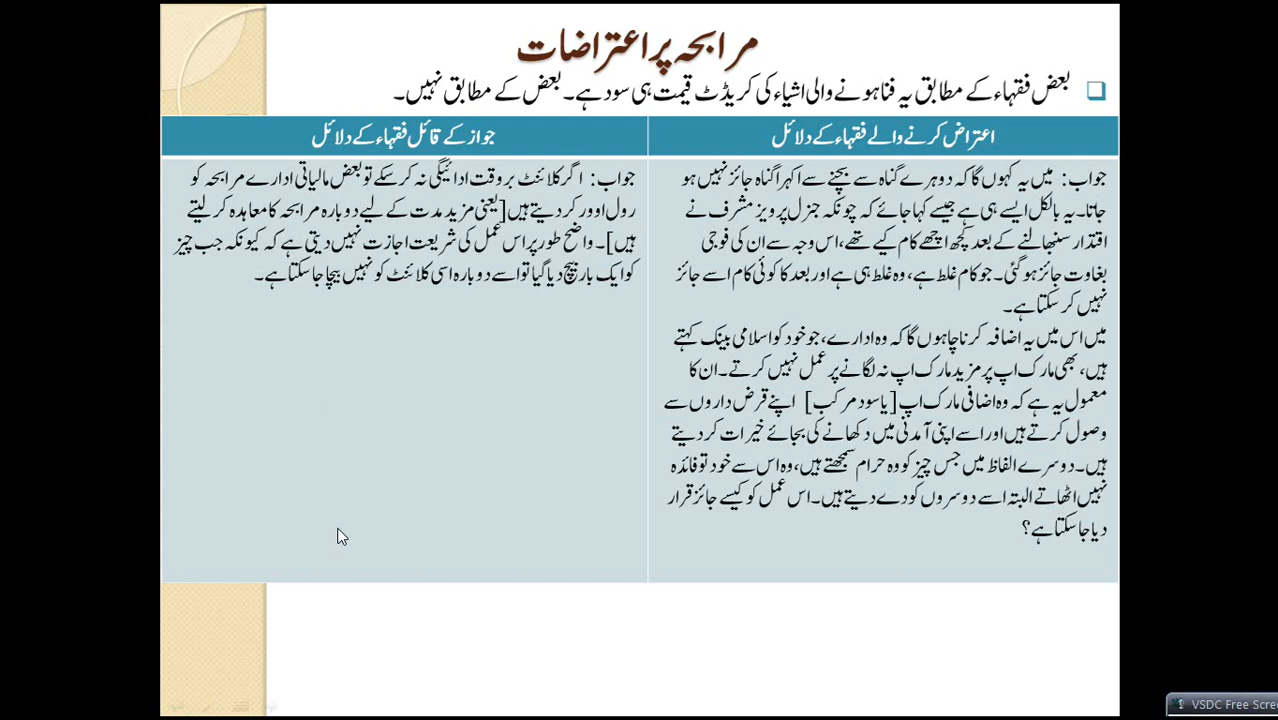 مرابحہ پر اعتراضات
بعض فقہاء کے مطابق یہ فنا ہونے والی اشیاء کی کریڈٹ قیمت ہی سود ہے۔ بعض کے مطابق نہیں۔
اعتراض کرنے والے فقہاء کے دلائل
جواب: میں یہ کہوں گا کہ دوہرے گناہ سے بچنے سے اکہرا گناہ جائز نہیں ہو
جاتا۔ یہ بالکل ایسے ہی ہے جیسے کہا جائے کہ چونکہ جنرل پرویز مشرف نے
اقتدار سنبھالنے کے بعد کچھ اچھے کام کیے تھے، اس وجہ سے ان کی فوجی
بغاوت جائز ہو گئی۔ جو کام غلط ہے، وہ غلط ہی ہے اور بعد کا کوئی کام اسے جائز
نہیں کر سکتا ہے۔
میں اس میں یہ اضافہ کرنا چاہوں گا کہ وہ ادارے، جو خود کو اسلامی بینک کہتے
ہیں، بھی مارک اپ پر مزید مارک اپ نہ لگانے پر عمل نہیں کرتے۔ ان کا
معمول یہ ہے کہ وہ اضافی مارک اپ [یا سود مرکب] اپنے قرض داروں سے
وصول کرتے ہیں اور اسے اپنی آمدنی میں دکھانے کی بجائے خیرات کر دیتے
ہیں۔ دوسرے الفاظ میں جس چیز کو وہ حرام سمجھتے ہیں، وہ اس سے خود تو فائدہ
نہیں اٹھاتے البتہ اسے دوسروں کو دے دیتے ہیں۔ اس عمل کو کیسے جائز قرار
دیا جا سکتا ہے؟
جواز کے قائل فقہاء کے دلائل
جواب: اگر کلائنٹ بروقت ادائیگی نہ کر سکے تو بعض مالیاتی ادارے مرابحہ کو
رول اوور کر دیتے ہیں [یعنی مزید مدت کے لیے دوبارہ مرابحہ کا معاہدہ کر لیتے
ہیں]۔ واضح طور پر اس عمل کی شریعت اجازت نہیں دیتی ہے کہ کیونکہ جب چیز
کو ایک بار بیچ دیا گیا تو اسے دوبارہ اسی کلائنٹ کو نہیں بیچا جا سکتا ہے۔
VSDC Free Scre